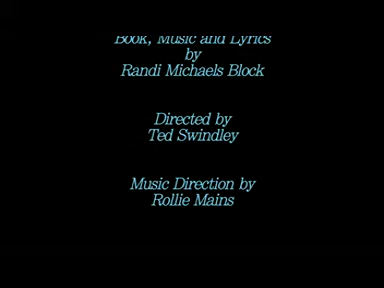 Book, Music and Lyrics
by
Randi Michaels Block
Directed by
Ted Swindley
Music Direction by
Rollie Mains